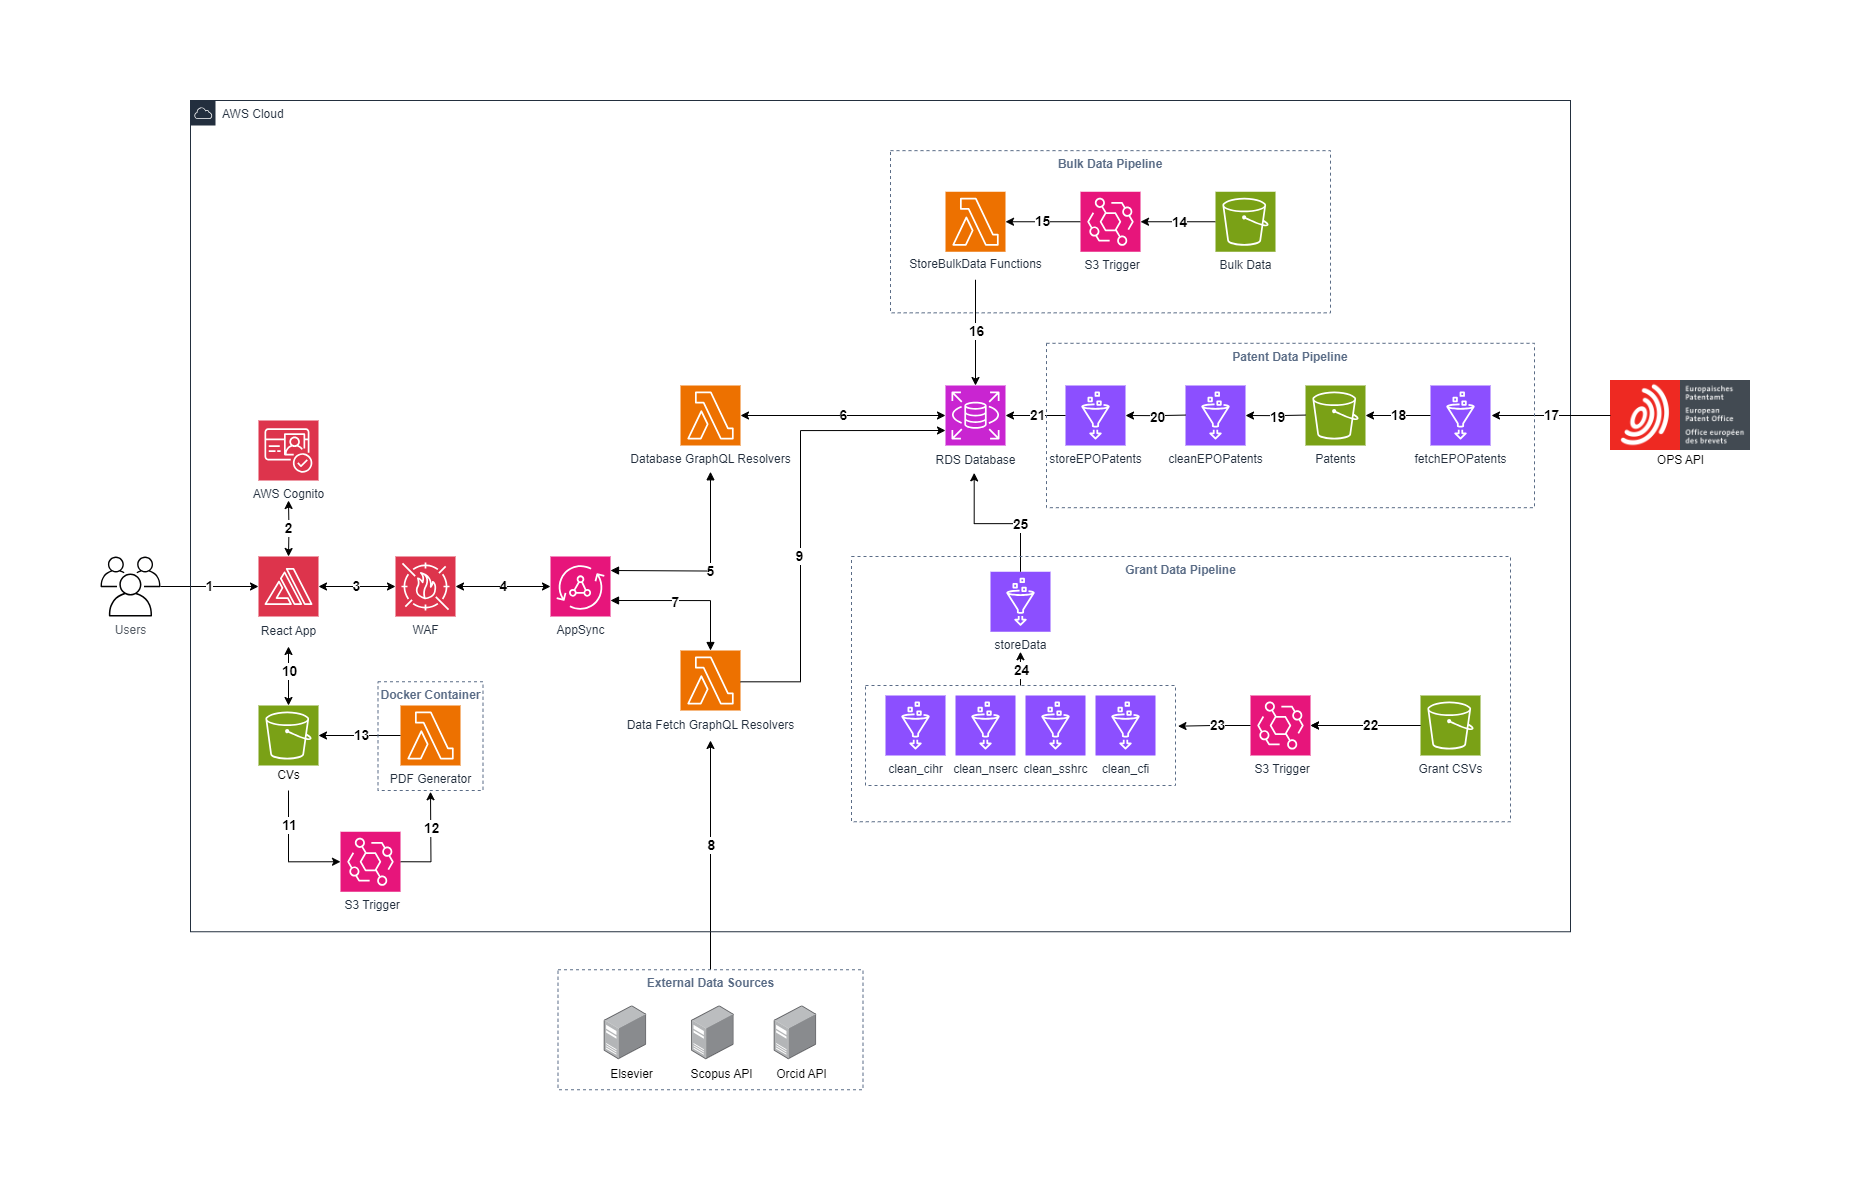 AWS Cloud
Bulk Data Pipeline
15
14
StoreBulkData Functions
S3 Trigger
Bulk Data
16
Patent Data Pipeline
6
21
20
19
18
17
Europäisches
Patentamt
European
Patent Office
Office européen
des brevets
Database GraphQL Resolvers
RDS Database
storeEPOPatents
cleanEPOPatents
Patents
fetchEPOPatents
OPS API
AWS Cognito
2
25
9
Grant Data Pipeline
1
3
4
5
7
Users
React App
WAF
AppSync
storeData
10
24
Docker Container
Data Fetch GraphQL Resolvers
13
23
22
CVs
PDF Generator
clean_cihr
clean_nserc
clean_sshrc
clean_cfi
S3 Trigger
Grant CSVs
11
12
8
S3 Trigger
External Data Sources
Elsevier
Scopus API
Orcid API